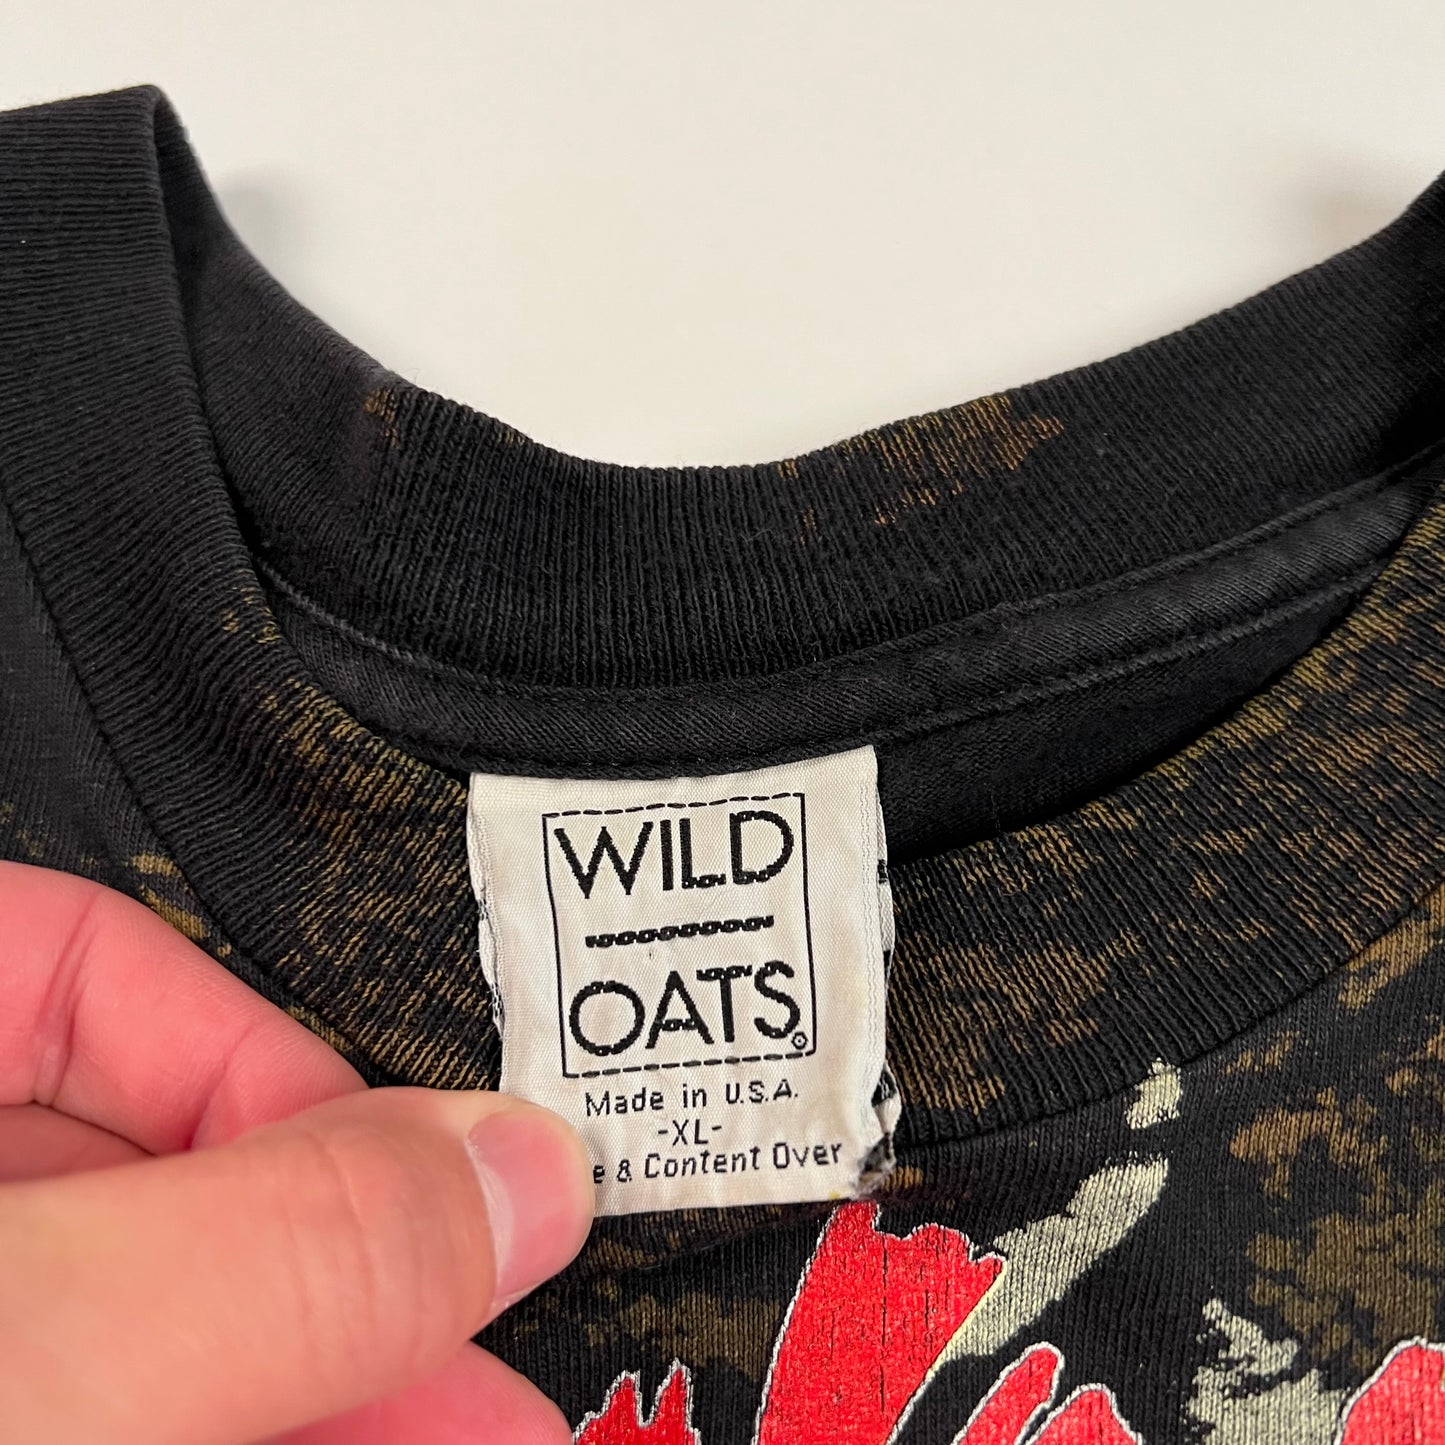 WILD
OATS®
Made in U.S.A.
-XL-
e & Content Over